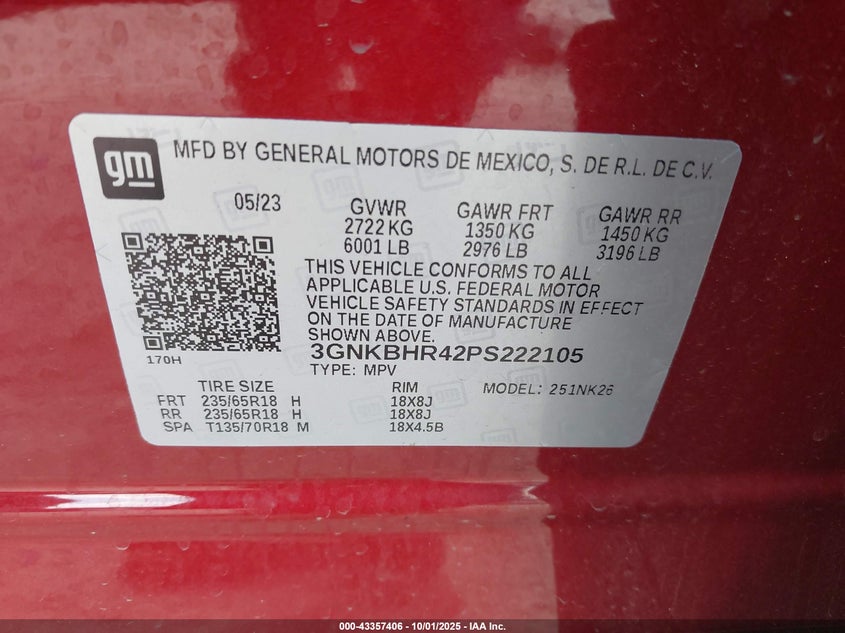 gm
MFD BY GENERAL MOTORS DE MEXICO, S. DE R.L. DE C.V.
05/23 GVWR GAWR FRT GAWR RR
2722 KG 1350 KG 1450 KG
6001 LB 2976 LB 3196 LB
THIS VEHICLE CONFORMS TO ALL
APPLICABLE U.S. FEDERAL MOTOR
VEHICLE SAFETY STANDARDS IN EFFECT
ON THE DATE OF MANUFACTURE
SHOWN ABOVE.
170H
3GNKBHR42PS222105
TYPE: MPV
TIRE SIZE RIM MODEL: 251NK26
FRT 235/65R18 H 18X8J
RR 235/65R18 H 18X8J
SPA T135/70R18 M 18X4.5B
000-43357406 - 10/01/2025 - IAA Inc.